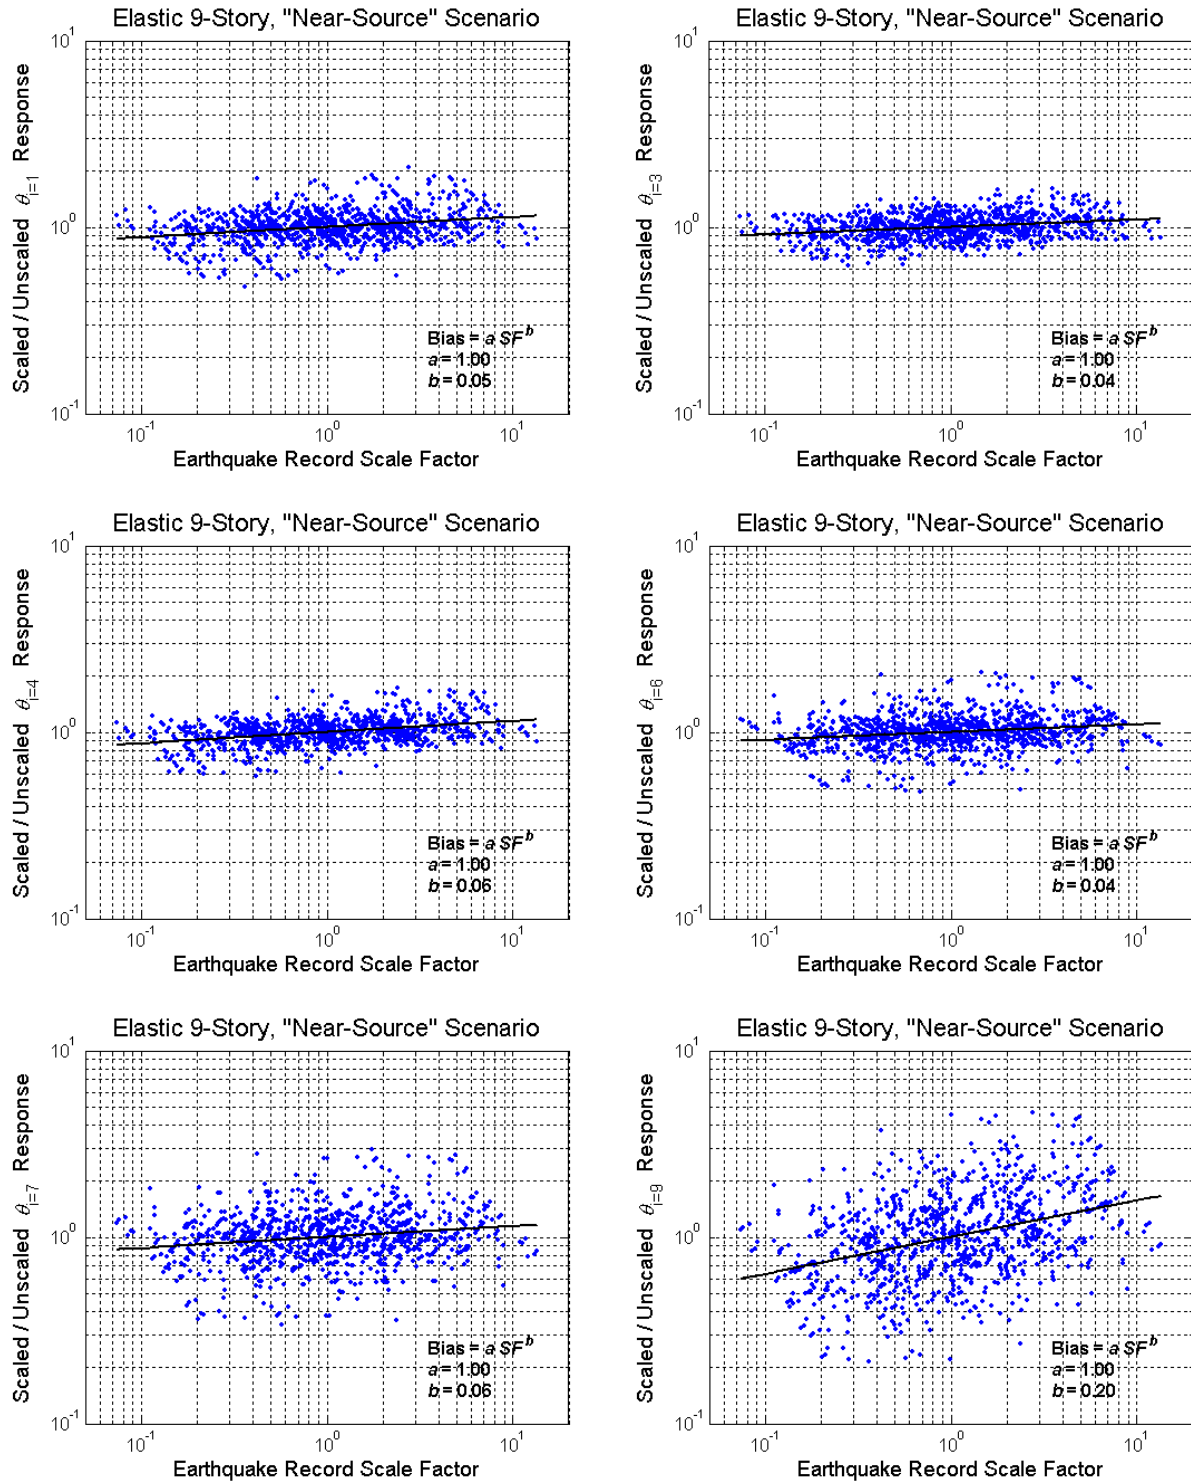 Elastic 9-Story, "Near-Source" Scenario
10^1
10^0
10^-1
Scaled / Unscaled θ_i=1 Response
Bias = a SF^b
a = 1.00
b = 0.05
10^-1 10^0 10^1
Earthquake Record Scale Factor
Elastic 9-Story, "Near-Source" Scenario
10^1
10^0
10^-1
Scaled / Unscaled θ_i=3 Response
Bias = a SF^b
a = 1.00
b = 0.04
10^-1 10^0 10^1
Earthquake Record Scale Factor
Elastic 9-Story, "Near-Source" Scenario
10^1
10^0
10^-1
Scaled / Unscaled θ_i=4 Response
Bias = a SF^b
a = 1.00
b = 0.06
10^-1 10^0 10^1
Earthquake Record Scale Factor
Elastic 9-Story, "Near-Source" Scenario
10^1
10^0
10^-1
Scaled / Unscaled θ_i=6 Response
Bias = a SF^b
a = 1.00
b = 0.04
10^-1 10^0 10^1
Earthquake Record Scale Factor
Elastic 9-Story, "Near-Source" Scenario
10^1
10^0
10^-1
Scaled / Unscaled θ_i=7 Response
Bias = a SF^b
a = 1.00
b = 0.06
10^-1 10^0 10^1
Earthquake Record Scale Factor
Elastic 9-Story, "Near-Source" Scenario
10^1
10^0
10^-1
Scaled / Unscaled θ_i=9 Response
Bias = a SF^b
a = 1.00
b = 0.20
10^-1 10^0 10^1
Earthquake Record Scale Factor